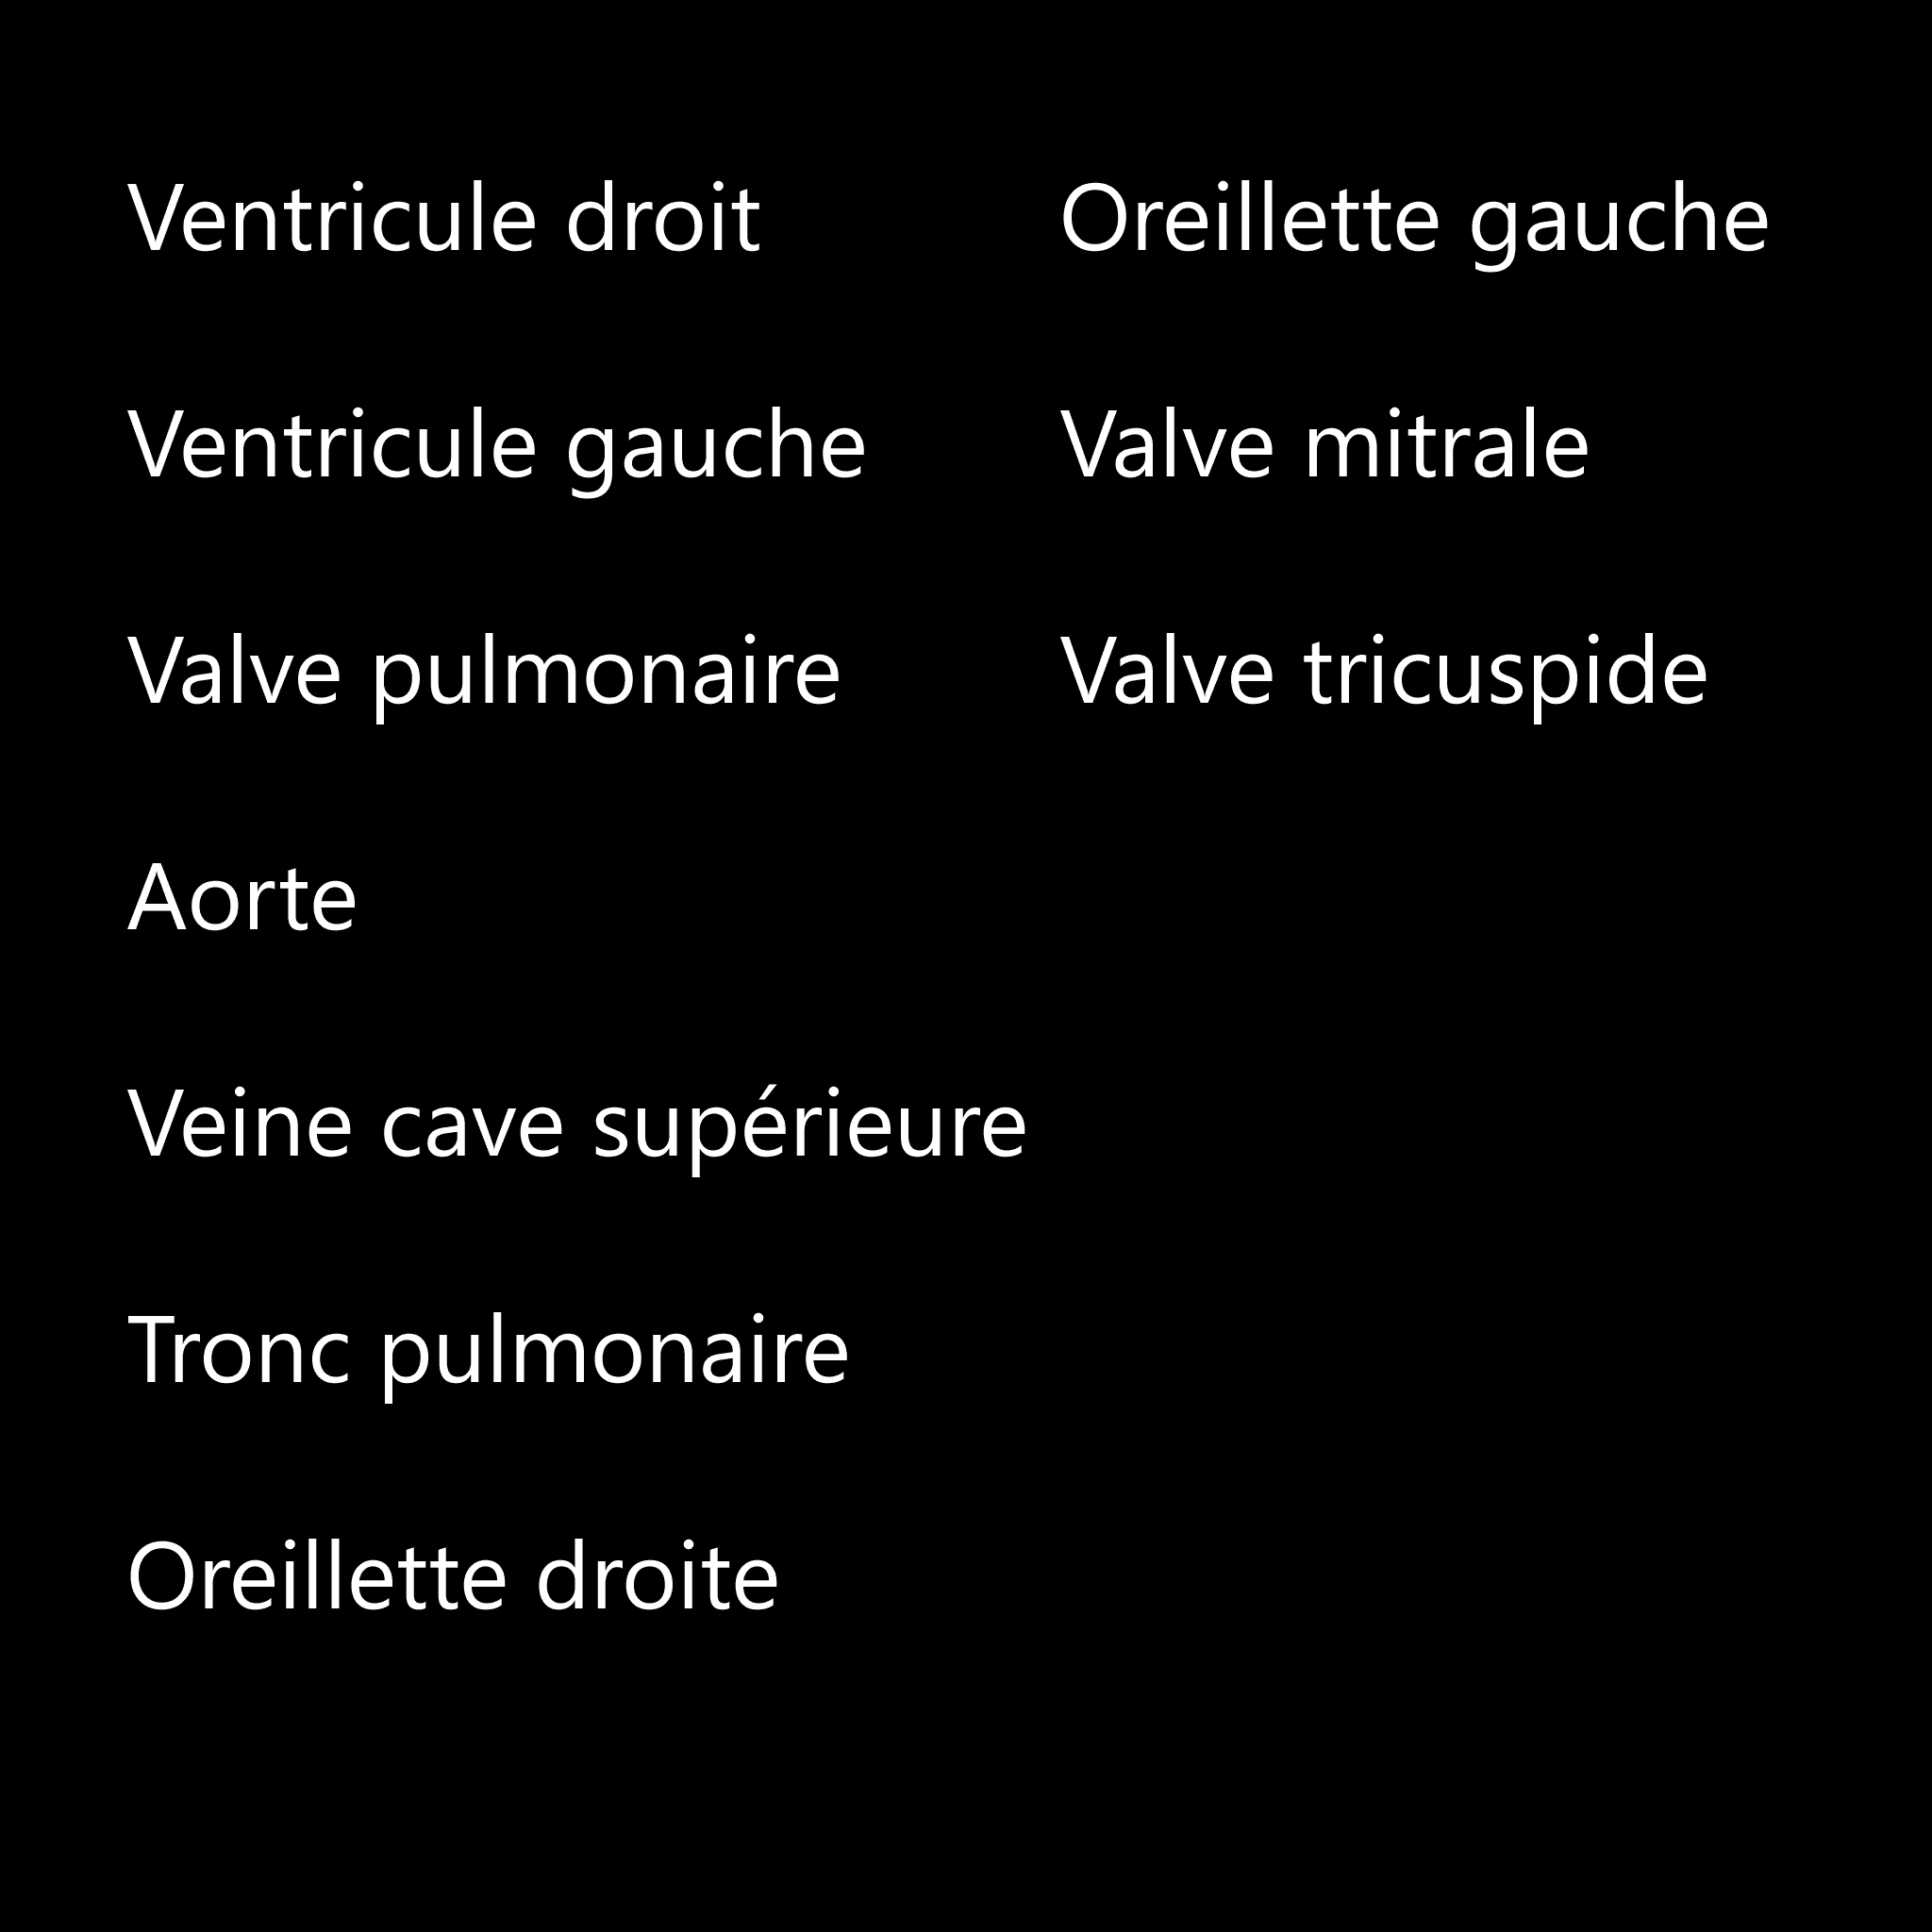 Ventricule droit
Ventricule gauche
Valve pulmonaire
Aorte
Veine cave supérieure
Tronc pulmonaire
Oreillette droite
Oreillette gauche
Valve mitrale
Valve tricuspide